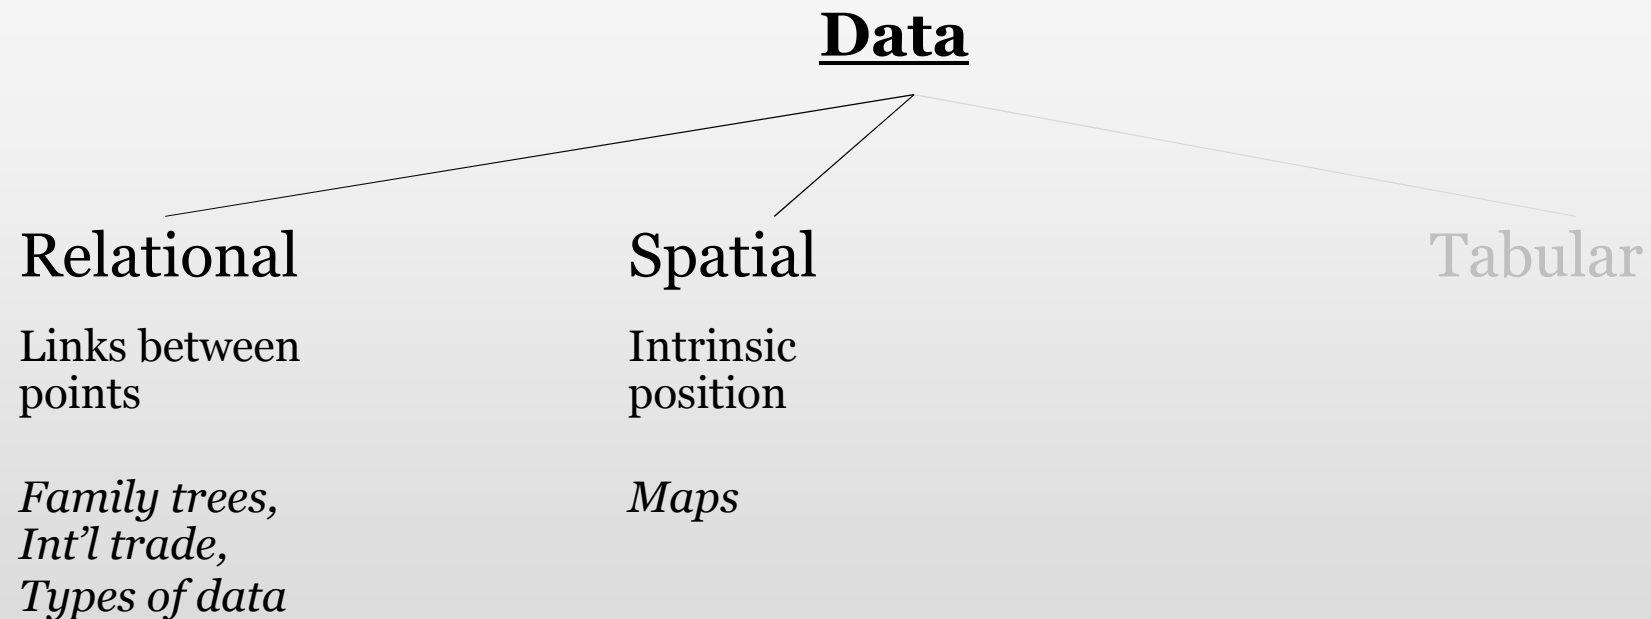 Data
Relational
Spatial
Tabular
Links between
points
Intrinsic
position
Family trees,
Int’l trade,
Types of data
Maps